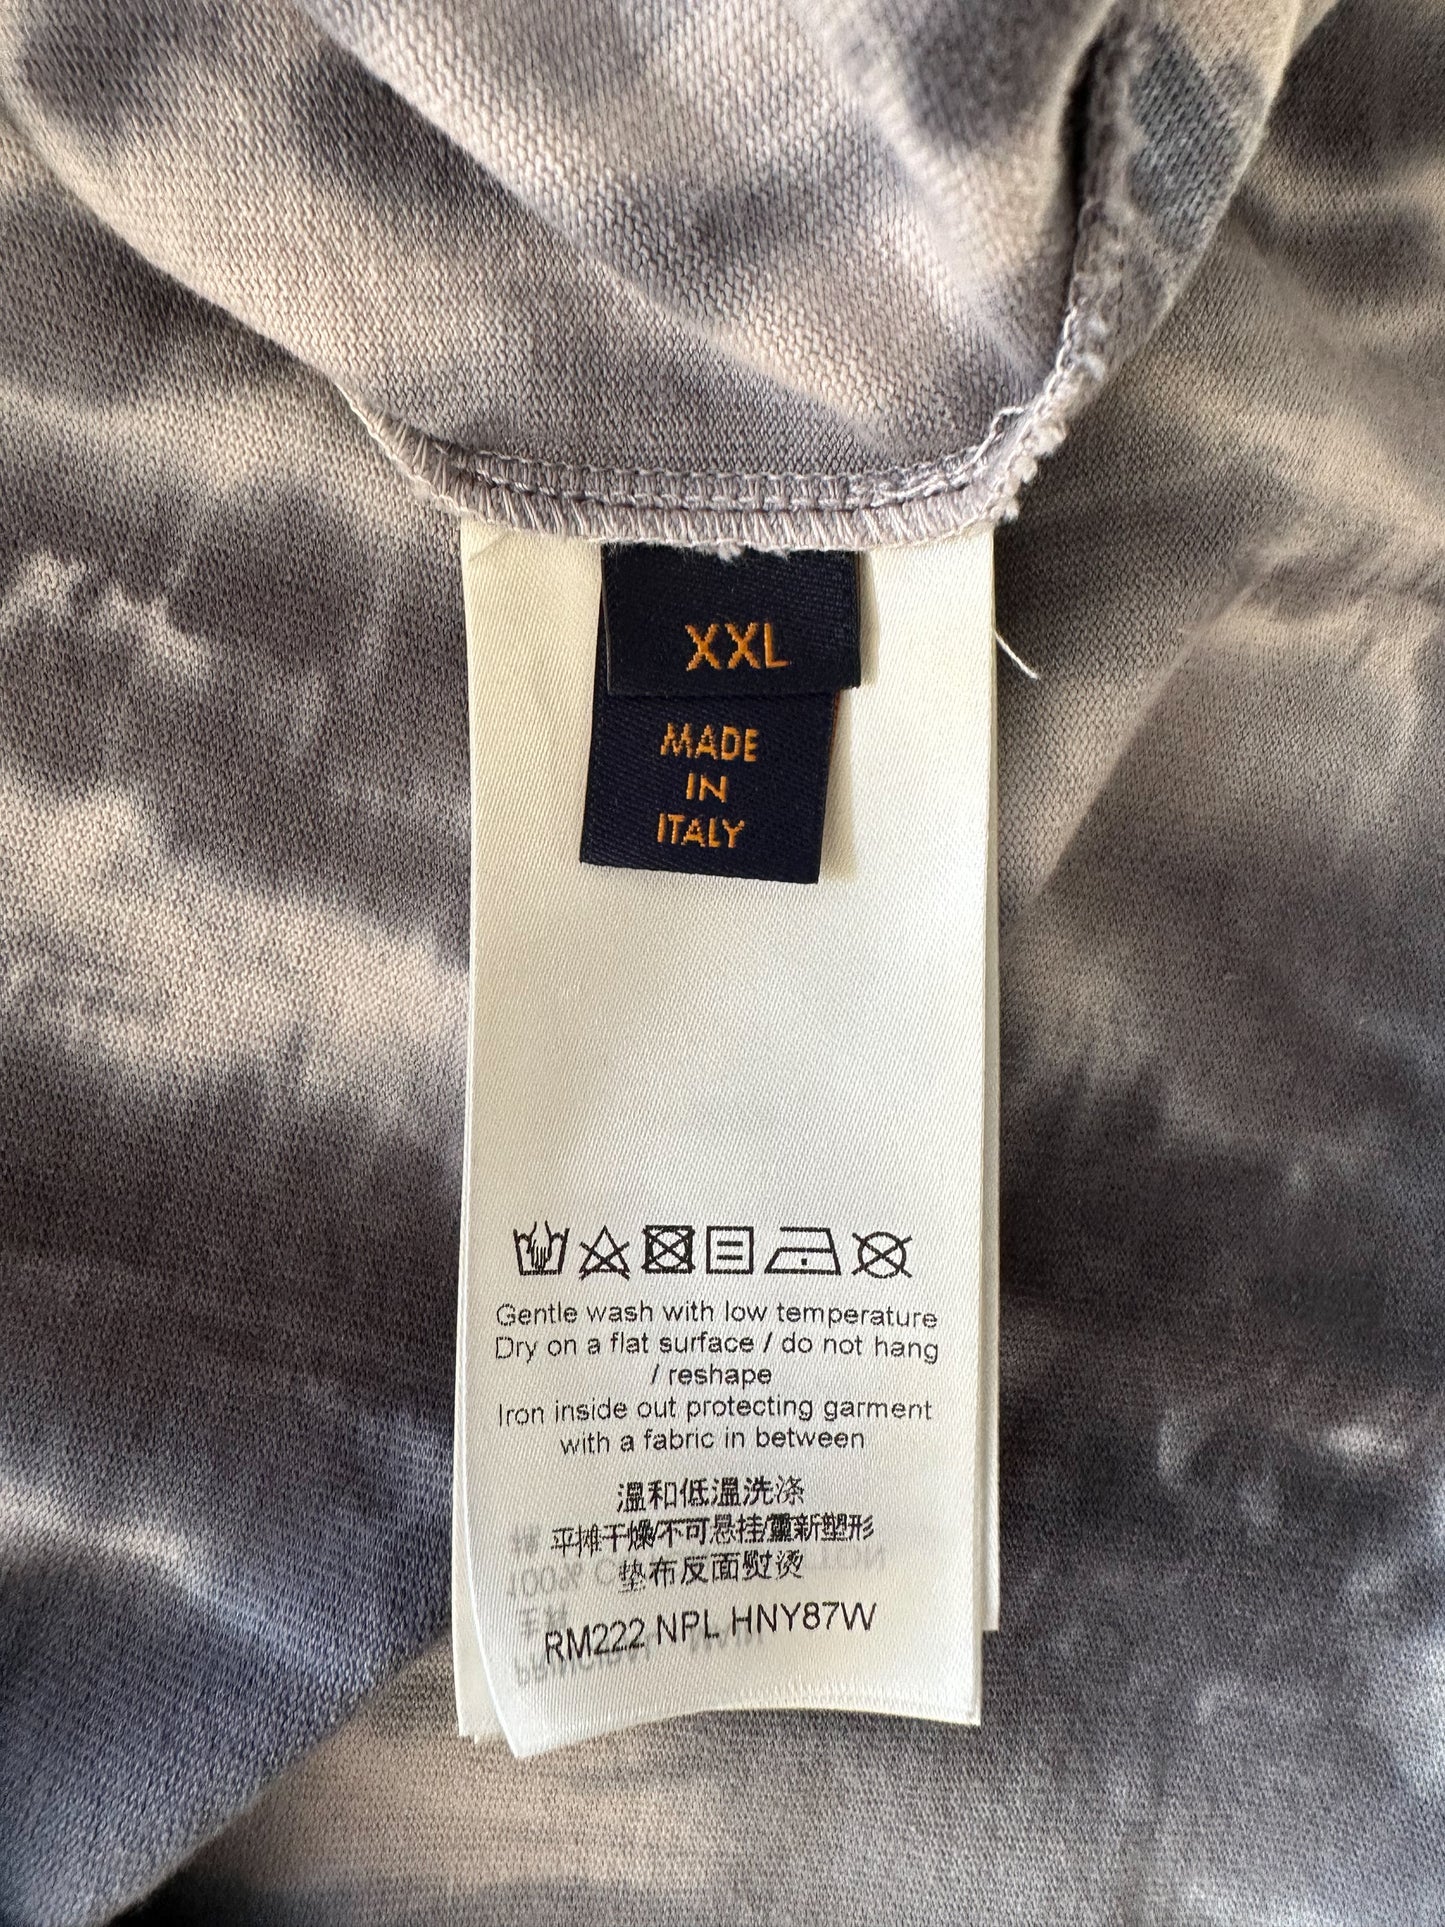 XXL
MADE
IN
ITALY
Gentle wash with low temperature
Dry on a flat surface / do not hang
/ reshape
Iron inside out protecting garment
with a fabric in between
温和低温洗涤
平摊干燥/不可悬挂/重新塑形
垫布反面熨烫
RM222 NPL HNY87W